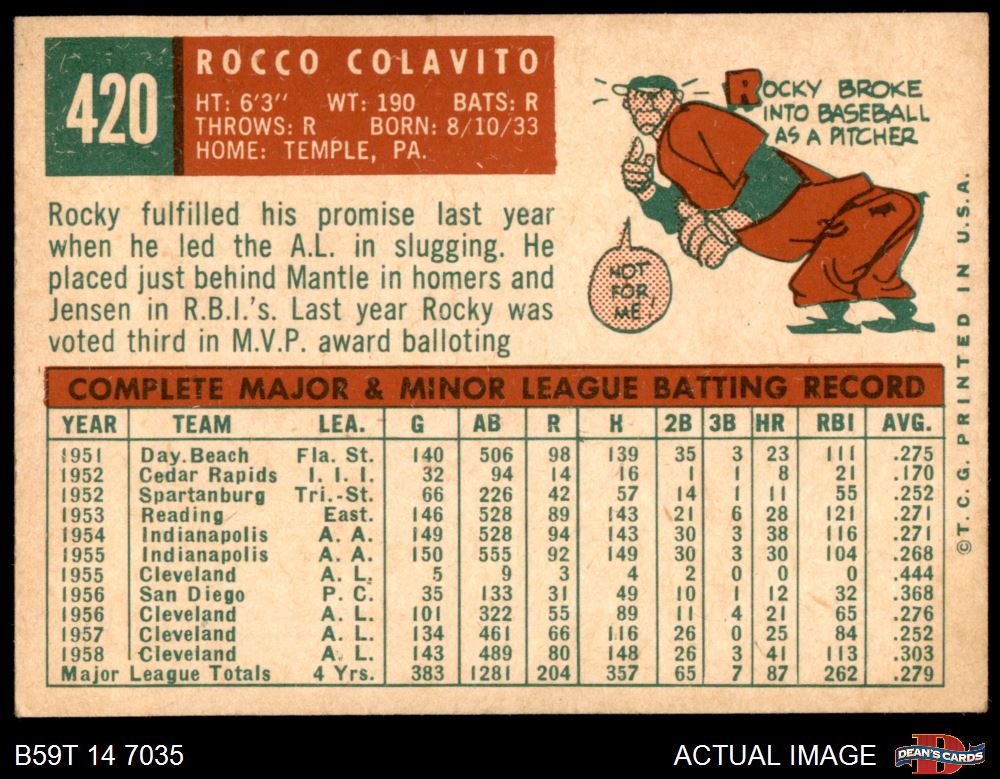 420
ROCCO COLAVITO
HT: 6'3" WT: 190 BATS: R
THROWS: R BORN: 8/10/33
HOME: TEMPLE, PA.
ROCKY BROKE
INTO BASEBALL
AS A PITCHER
NOT
FOR
ME!
Rocky fulfilled his promise last year
when he led the A.L. in slugging. He
placed just behind Mantle in homers and
Jensen in R.B.I.'s. Last year Rocky was
voted third in M.V.P. award balloting
COMPLETE MAJOR & MINOR LEAGUE BATTING RECORD
YEAR TEAM LEA. G AB R H 2B 3B HR RBI AVG.
1951 Day. Beach Fla. St. 140 506 98 139 35 3 23 111 .275
1952 Cedar Rapids I. I. I. 32 94 14 16 1 1 8 21 .170
1952 Spartanburg Tri.-St. 66 226 42 57 14 1 11 55 .252
1953 Reading East. 146 528 89 143 21 6 28 121 .271
1954 Indianapolis A. A. 149 528 94 143 30 3 38 116 .271
1955 Indianapolis A. A. 150 555 92 149 30 3 30 104 .268
1955 Cleveland A. L. 5 9 3 4 2 0 0 0 .444
1956 San Diego P. C. 35 133 31 49 10 1 12 32 .368
1956 Cleveland A. L. 101 322 55 89 11 4 21 65 .276
1957 Cleveland A. L. 134 461 66 116 26 0 25 84 .252
1958 Cleveland A. L. 143 489 80 148 26 3 41 113 .303
Major League Totals 4 Yrs. 383 1281 204 357 65 7 87 262 .279
©T. C. G. PRINTED IN U.S.A.
B59T 14 7035
ACTUAL IMAGE
D
DEAN'S CARDS